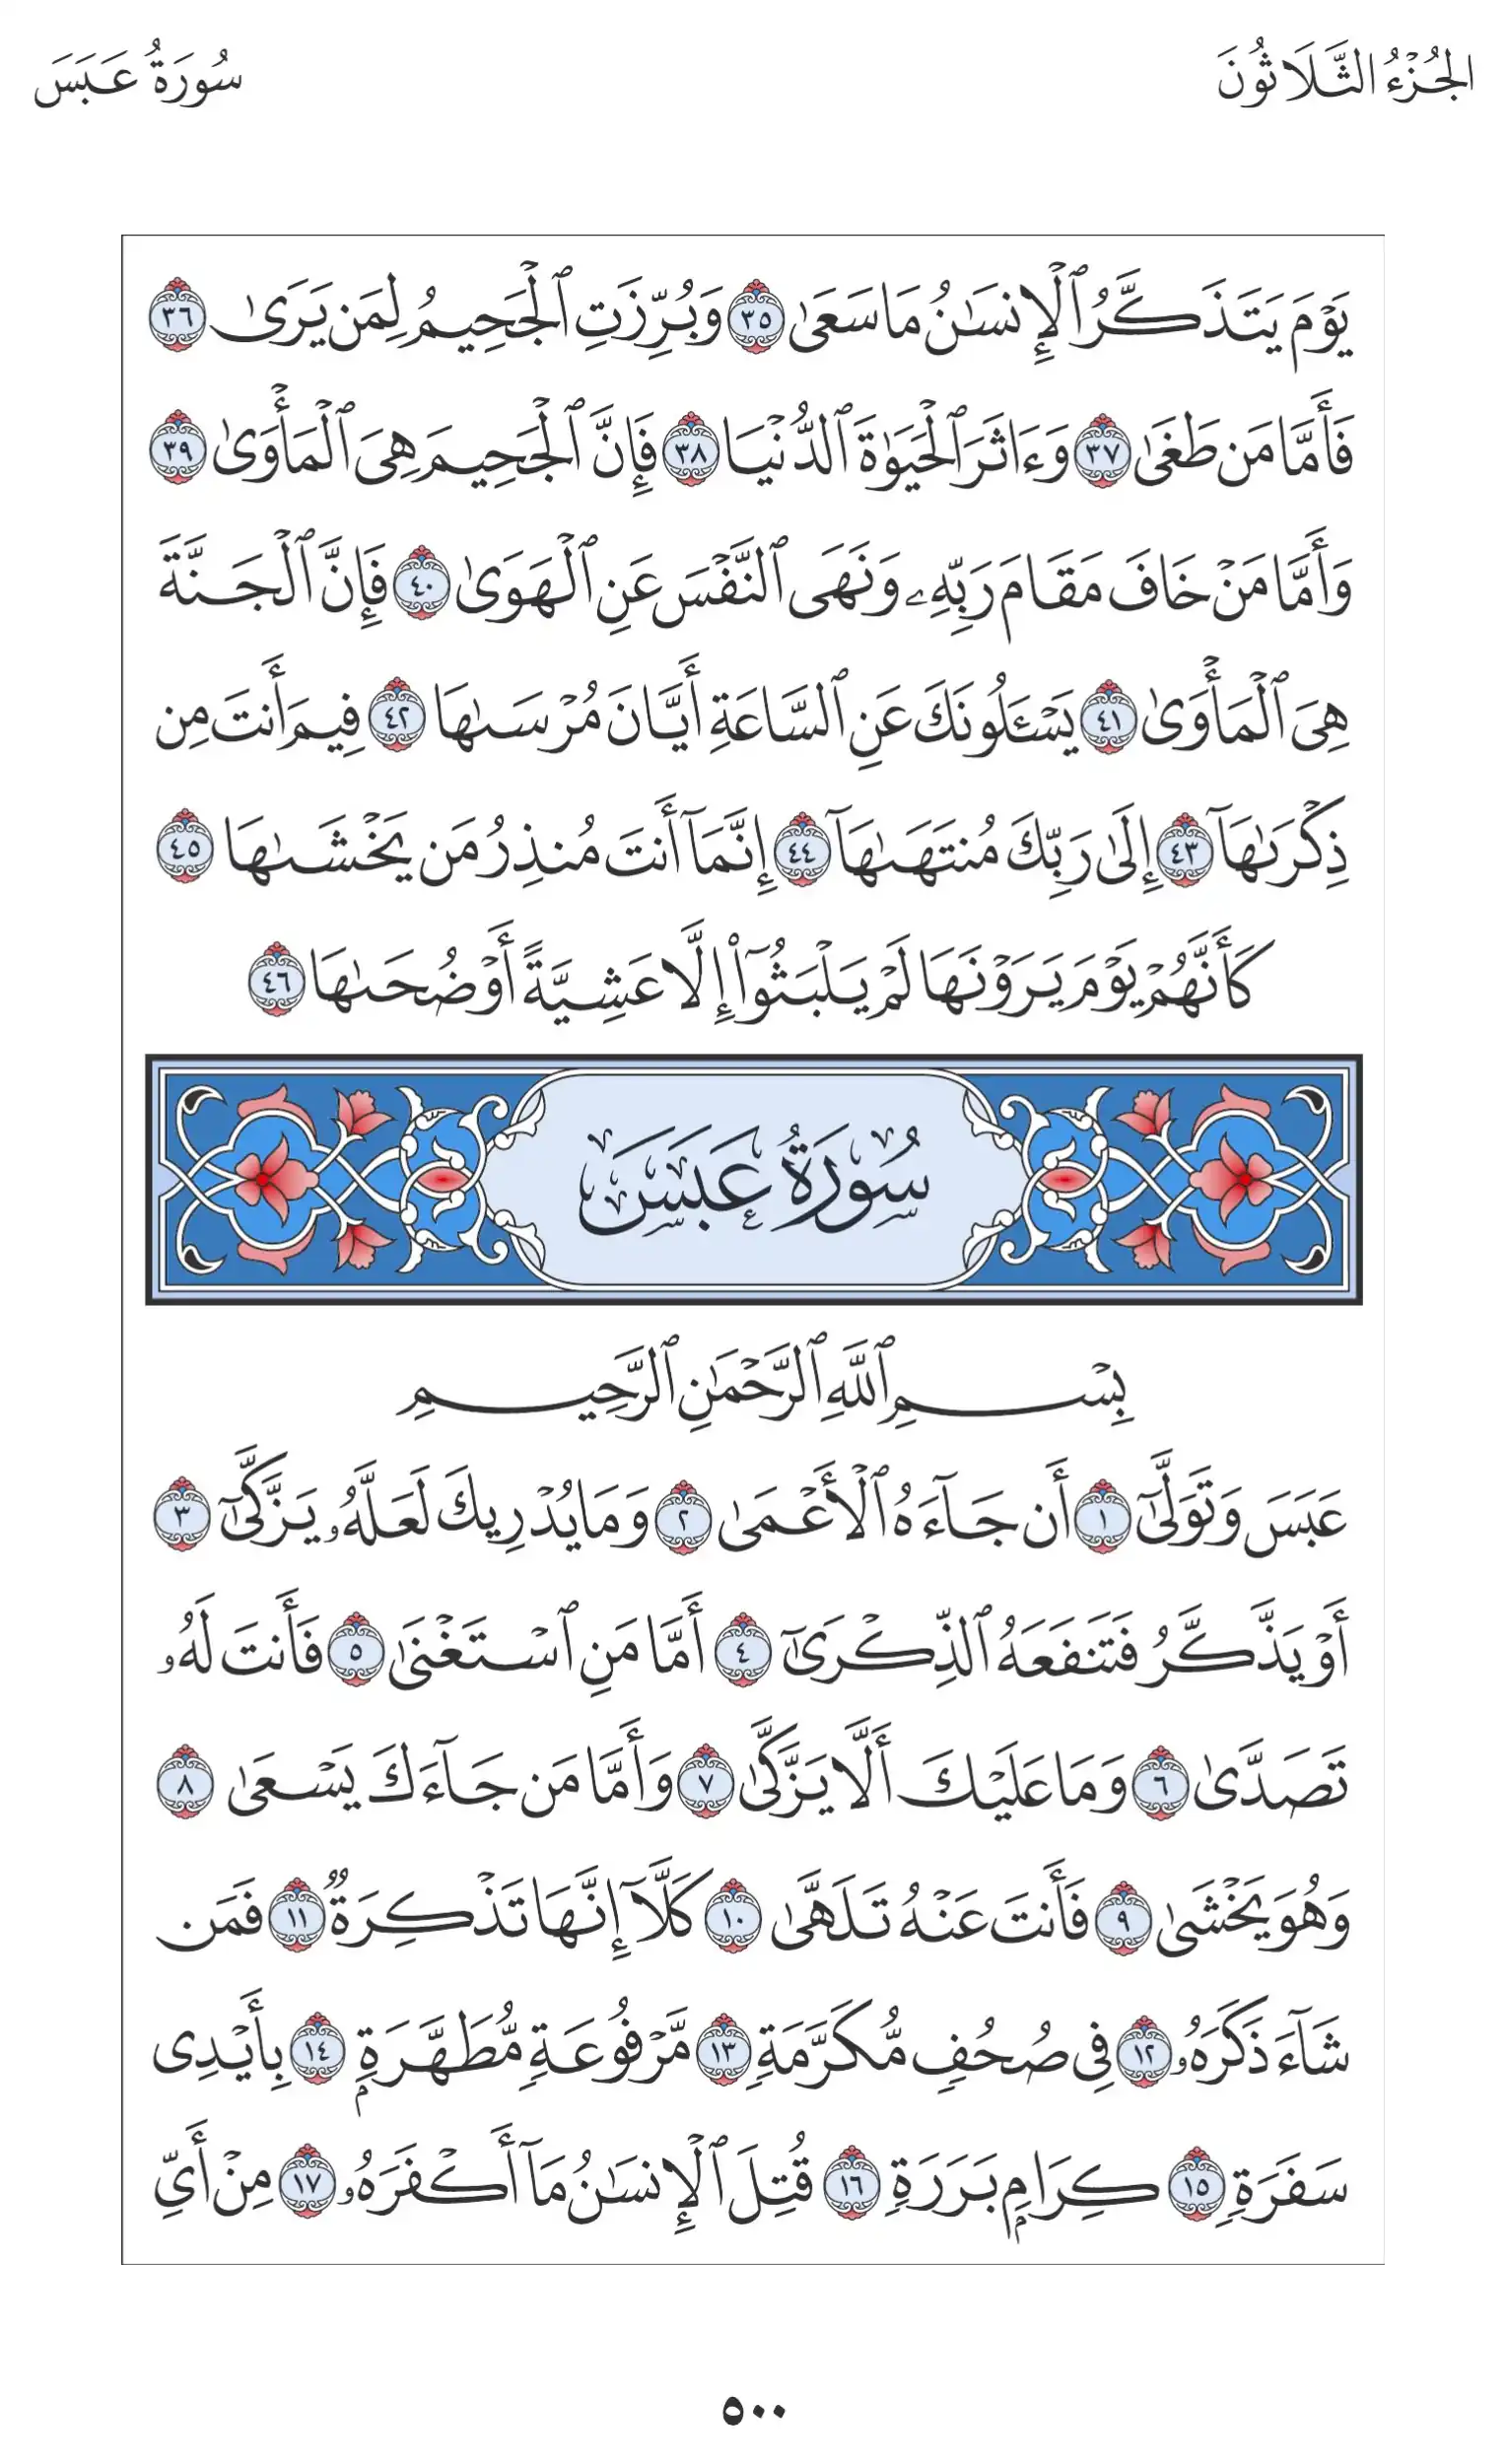 الجُزْءُ الثَّلَاثُونَ
سُورَةُ عَبَسَ
يَوْمَ يَتَذَكَّرُ ٱلْإِنسَٰنُ مَا سَعَىٰ ٣٥ وَبُرِّزَتِ ٱلْجَحِيمُ لِمَن يَرَىٰ ٣٦
فَأَمَّا مَن طَغَىٰ ٣٧ وَءَاثَرَ ٱلْحَيَوٰةَ ٱلدُّنْيَا ٣٨ فَإِنَّ ٱلْجَحِيمَ هِىَ ٱلْمَأْوَىٰ ٣٩
وَأَمَّا مَنْ خَافَ مَقَامَ رَبِّهِۦ وَنَهَى ٱلنَّفْسَ عَنِ ٱلْهَوَىٰ ٤٠ فَإِنَّ ٱلْجَنَّةَ
هِىَ ٱلْمَأْوَىٰ ٤١ يَسْـَٔلُونَكَ عَنِ ٱلسَّاعَةِ أَيَّانَ مُرْسَىٰهَا ٤٢ فِيمَ أَنتَ مِن
ذِكْرَىٰهَآ ٤٣ إِلَىٰ رَبِّكَ مُنتَهَىٰهَآ ٤٤ إِنَّمَآ أَنتَ مُنذِرُ مَن يَخْشَىٰهَا ٤٥
كَأَنَّهُمْ يَوْمَ يَرَوْنَهَا لَمْ يَلْبَثُوٓا۟ إِلَّا عَشِيَّةً أَوْ ضُحَىٰهَا ٤٦
سُورَةُ عَبَسَ
بِسْمِ ٱللَّهِ ٱلرَّحْمَٰنِ ٱلرَّحِيمِ
عَبَسَ وَتَوَلَّىٰٓ ١ أَن جَآءَهُ ٱلْأَعْمَىٰ ٢ وَمَا يُدْرِيكَ لَعَلَّهُۥ يَزَّكَّىٰٓ ٣
أَوْ يَذَّكَّرُ فَتَنفَعَهُ ٱلذِّكْرَىٰٓ ٤ أَمَّا مَنِ ٱسْتَغْنَىٰ ٥ فَأَنتَ لَهُۥ
تَصَدَّىٰ ٦ وَمَا عَلَيْكَ أَلَّا يَزَّكَّىٰ ٧ وَأَمَّا مَن جَآءَكَ يَسْعَىٰ ٨
وَهُوَ يَخْشَىٰ ٩ فَأَنتَ عَنْهُ تَلَهَّىٰ ١٠ كَلَّآ إِنَّهَا تَذْكِرَةٌ ١١ فَمَن
شَآءَ ذَكَرَهُۥ ١٢ فِى صُحُفٍ مُّكَرَّمَةٍ ١٣ مَّرْفُوعَةٍ مُّطَهَّرَةٍۭ ١٤ بِأَيْدِى
سَفَرَةٍ ١٥ كِرَامٍۭ بَرَرَةٍ ١٦ قُتِلَ ٱلْإِنسَٰنُ مَآ أَكْفَرَهُۥ ١٧ مِنْ أَىِّ
٥٠٠